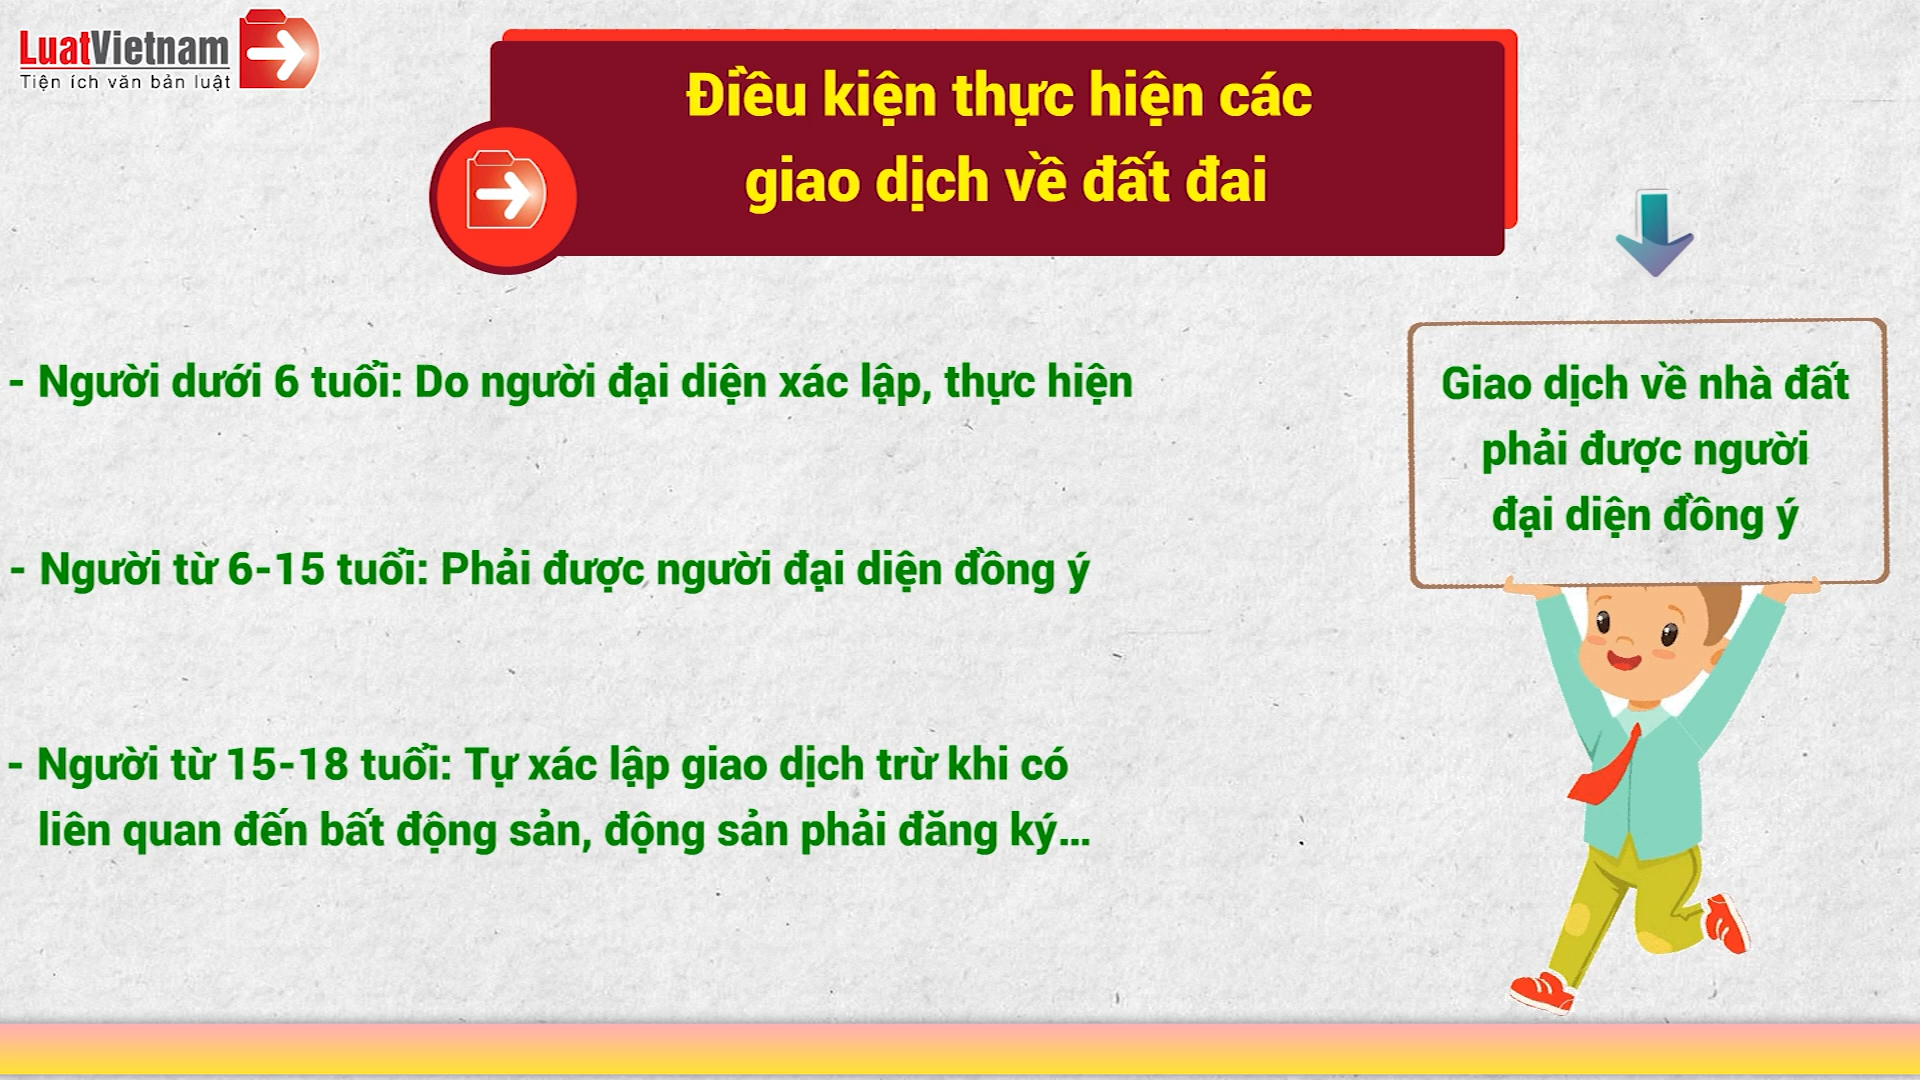 LuatVietnam
Tiện ích văn bản luật
Điều kiện thực hiện các
giao dịch về đất đai
- Người dưới 6 tuổi: Do người đại diện xác lập, thực hiện
- Người từ 6-15 tuổi: Phải được người đại diện đồng ý
- Người từ 15-18 tuổi: Tự xác lập giao dịch trừ khi có
liên quan đến bất động sản, động sản phải đăng ký...
Giao dịch về nhà đất
phải được người
đại diện đồng ý